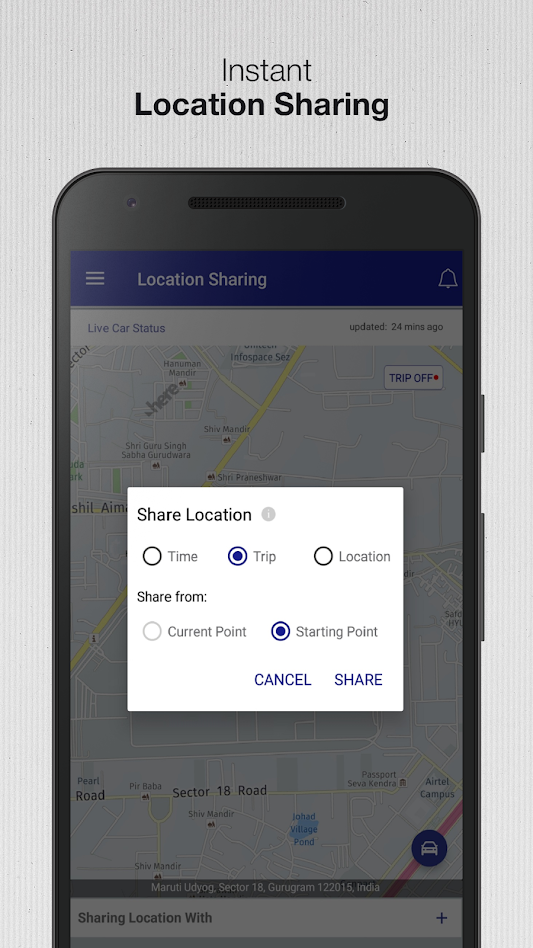 Instant
Location Sharing
Location Sharing
Live Car Status
updated: 24 mins ago
Infospace Sez
TRIP OFF
Hanuman
Mandir
here
Shiv Mandir
Shri Guru Singh
Sabha Gurudwara
Shri Praneshwar
Share Location
Time
Trip
Location
Share from:
Current Point
Starting Point
CANCEL
SHARE
Pearl
Road
Pir Baba
Sector 18 Road
Passport
Seva Kendra
Airtel
Campus
Shiv Mandir
Johad
Village
Pond
Shiv Mandir
Maruti Udyog, Sector 18, Gurugram 122015, India
Sharing Location With
+